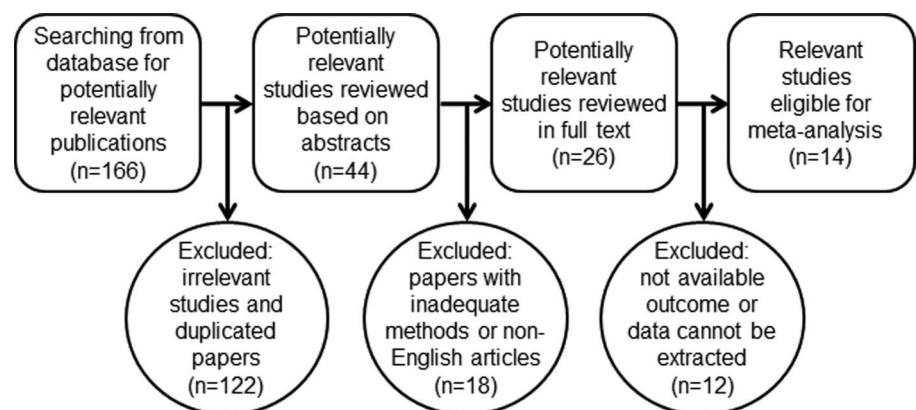 Searching from
database for
potentially
relevant
publications
(n=166)
Potentially
relevant
studies reviewed
based on
abstracts
(n=44)
Potentially
relevant
studies reviewed
in full text
(n=26)
Relevant
studies
eligible for
meta-analysis
(n=14)
Excluded:
irrelevant
studies and
duplicated
papers
(n=122)
Excluded:
papers with
inadequate
methods or non-
English articles
(n=18)
Excluded:
not available
outcome or
data cannot be
extracted
(n=12)